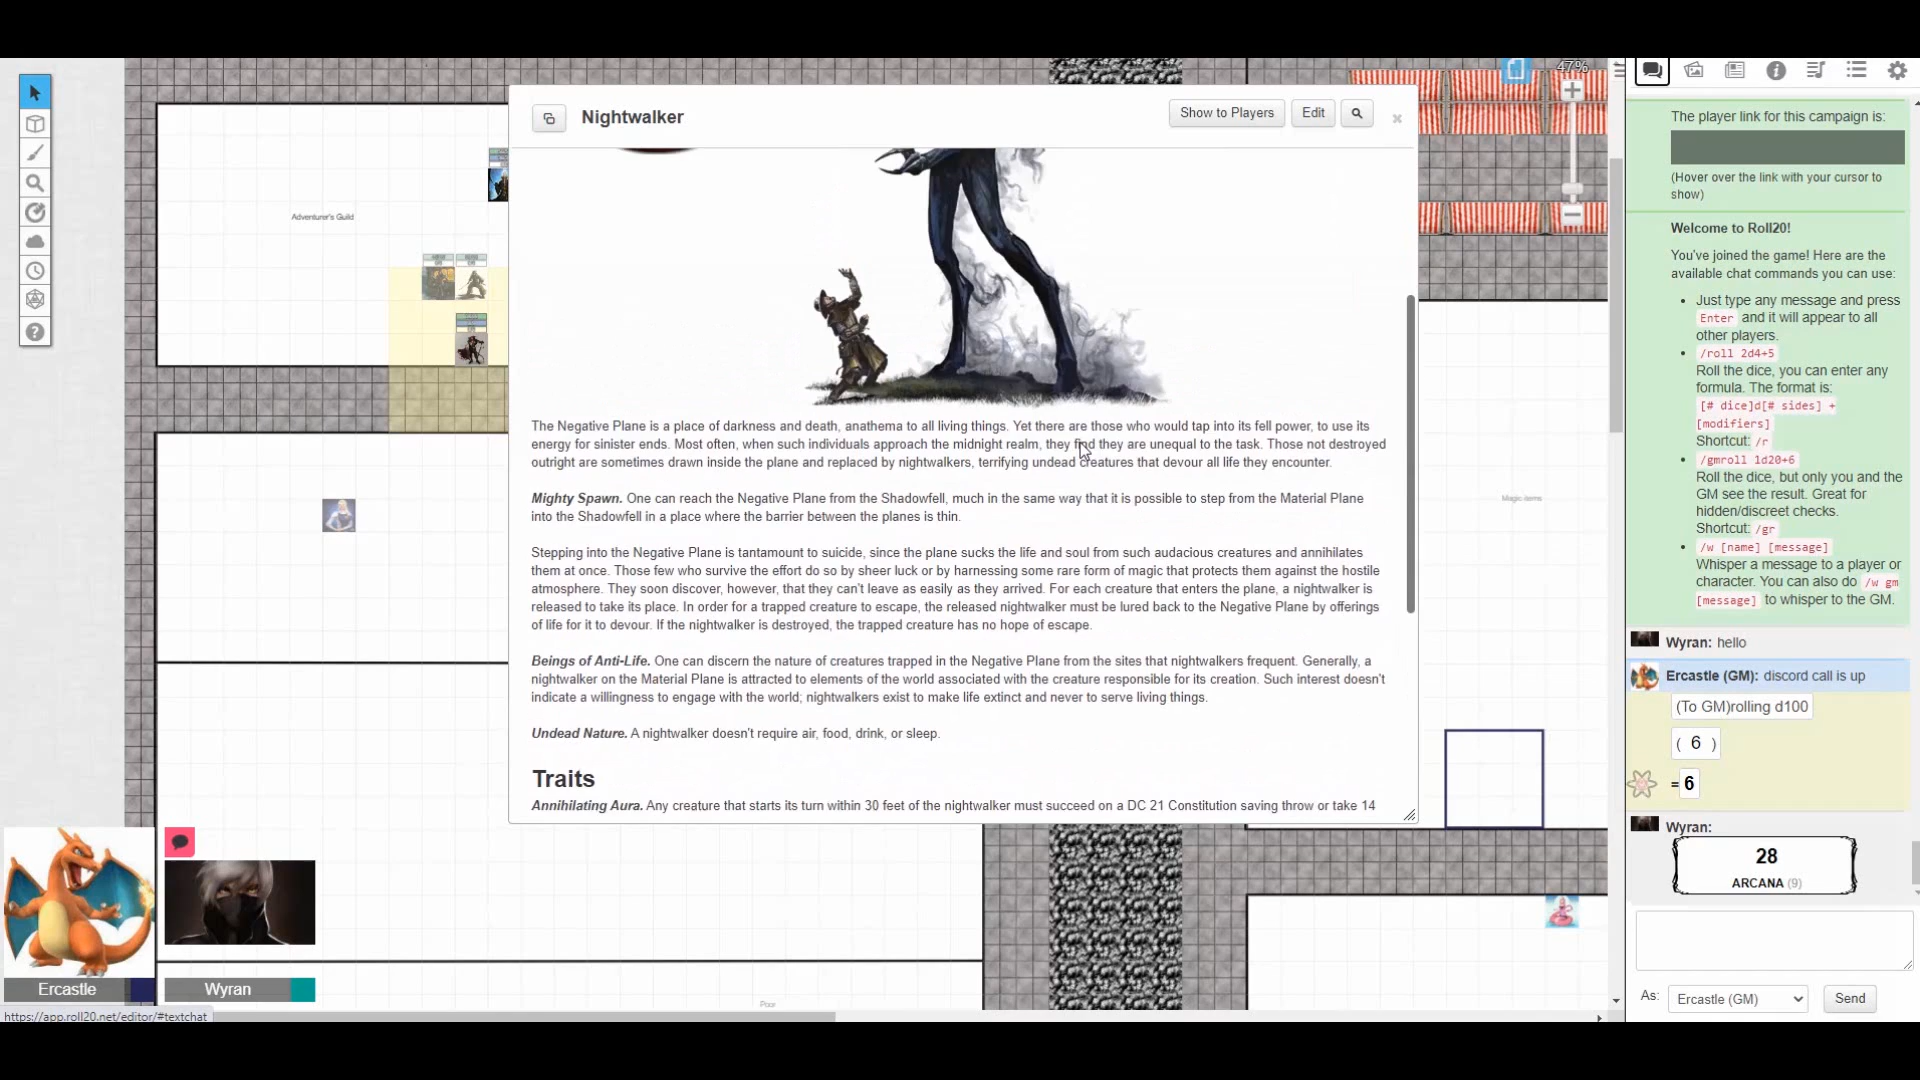 Nightwalker
Show to Players
Edit
47%
Adventurer's Guild
The Negative Plane is a place of darkness and death, anathema to all living things. Yet there are those who would tap into its fell power, to use its
energy for sinister ends. Most often, when such individuals approach the midnight realm, they find they are unequal to the task. Those not destroyed
outright are sometimes drawn inside the plane and replaced by nightwalkers, terrifying undead creatures that devour all life they encounter.
Mighty Spawn. One can reach the Negative Plane from the Shadowfell, much in the same way that it is possible to step from the Material Plane
into the Shadowfell in a place where the barrier between the planes is thin.
Stepping into the Negative Plane is tantamount to suicide, since the plane sucks the life and soul from such audacious creatures and annihilates
them at once. Those few who survive the effort do so by sheer luck or by harnessing some rare form of magic that protects them against the hostile
atmosphere. They soon discover, however, that they can't leave as easily as they arrived. For each creature that enters the plane, a nightwalker is
released to take its place. In order for a trapped creature to escape, the released nightwalker must be lured back to the Negative Plane by offerings
of life for it to devour. If the nightwalker is destroyed, the trapped creature has no hope of escape.
Beings of Anti-Life. One can discern the nature of creatures trapped in the Negative Plane from the sites that nightwalkers frequent. Generally, a
nightwalker on the Material Plane is attracted to elements of the world associated with the creature responsible for its creation. Such interest doesn't
indicate a willingness to engage with the world; nightwalkers exist to make life extinct and never to serve living things.
Undead Nature. A nightwalker doesn't require air, food, drink, or sleep.
Traits
Annihilating Aura. Any creature that starts its turn within 30 feet of the nightwalker must succeed on a DC 21 Constitution saving throw or take 14
Magic-items
Poor
Ercastle
Wyran
https://app.roll20.net/editor/#textchat
The player link for this campaign is:
(Hover over the link with your cursor to
show)
Welcome to Roll20!
You've joined the game! Here are the
available chat commands you can use:
Just type any message and press
Enter and it will appear to all
other players.
/roll 2d4+5
Roll the dice, you can enter any
formula. The format is:
[# dice]d[# sides] +
[modifiers]
Shortcut: /r
/gmroll 1d20+6
Roll the dice, but only you and the
GM see the result. Great for
hidden/discreet checks.
Shortcut: /gr
/w [name] [message]
Whisper a message to a player or
character. You can also do /w gm
[message] to whisper to the GM.
Wyran: hello
Ercastle (GM): discord call is up
(To GM)rolling d100
( 6 )
=6
Wyran:
28
ARCANA (9)
As: Ercastle (GM)
Send